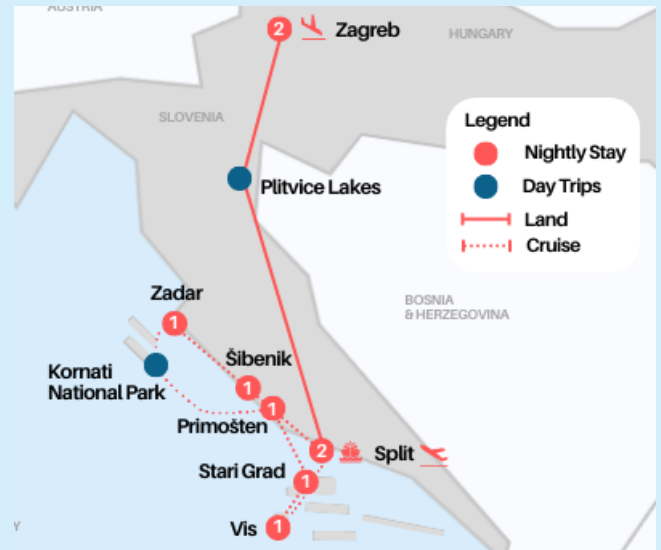 AUSTRIA
2
Zagreb
HUNGARY
SLOVENIA
Legend
Nightly Stay
Day Trips
Land
Cruise
Plitvice Lakes
Zadar
1
BOSNIA
& HERZEGOVINA
Šibenik
1
Kornati
National Park
1
Primošten
2
Split
Stari Grad
1
Vis
1
Y